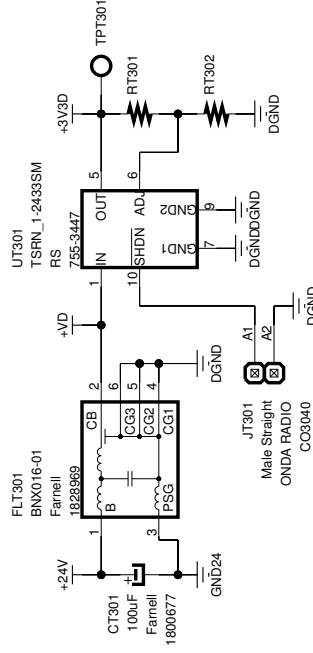 TPT301
+3V3D
RT301
RT302
DGND
UT301
TSRN_1-2433SM
RS
755-3447
5
OUT
6
ADJ
1
IN
10
SHDN
GND1
7
GND2
9
DGND
DGND
+VD
FLT301
BNX016-01
Farnell
1828969
CB
2
CG3
6
CG2
5
CG1
4
B
1
PSG
3
DGND
A1
A2
DGND
JT301
Male Straight
ONDA RADIO
CO3040
+24V
+
CT301
100uF
Farnell
1800677
GND24